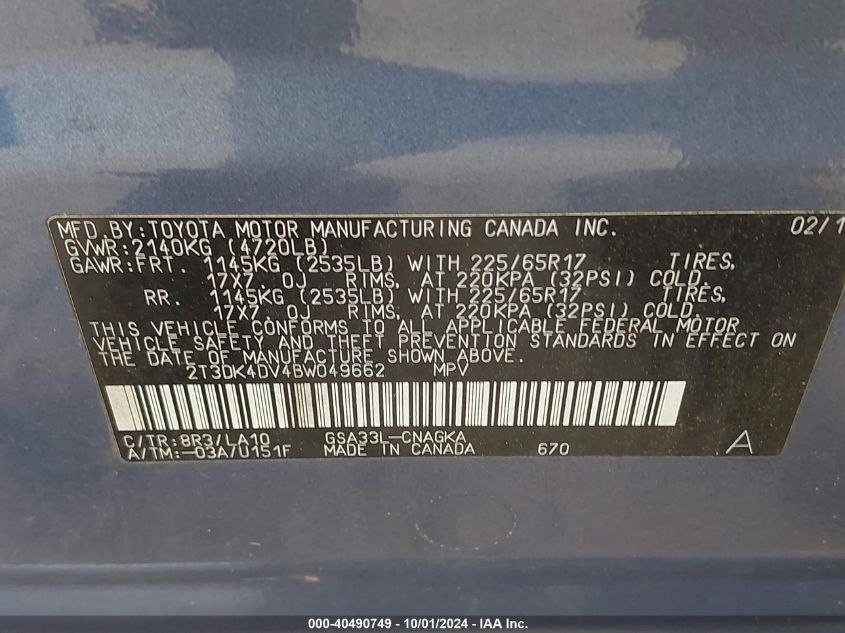 MFD.BY:TOYOTA MOTOR MANUFACTURING CANADA INC. 02/1
GVWR:2140KG (4720LB)
GAWR:FRT. 1145KG (2535LB) WITH 225/65R17 TIRES,
17X7. 0J RIMS, AT 220KPA (32PSI) COLD.
RR. 1145KG (2535LB) WITH 225/65R17 TIRES,
17X7. 0J RIMS, AT 220KPA (32PSI) COLD.
THIS VEHICLE CONFORMS TO ALL APPLICABLE FEDERAL MOTOR
VEHICLE SAFETY AND THEFT PREVENTION STANDARDS IN EFFECT ON
THE DATE OF MANUFACTURE SHOWN ABOVE.
2T3DK4DV4BW049662 MPV
C/TR:8R3/LA10 GSA33L-CNAGKA
A/TM:-03A/U151F MADE IN CANADA 670 A
000-40490749 - 10/01/2024 - IAA Inc.